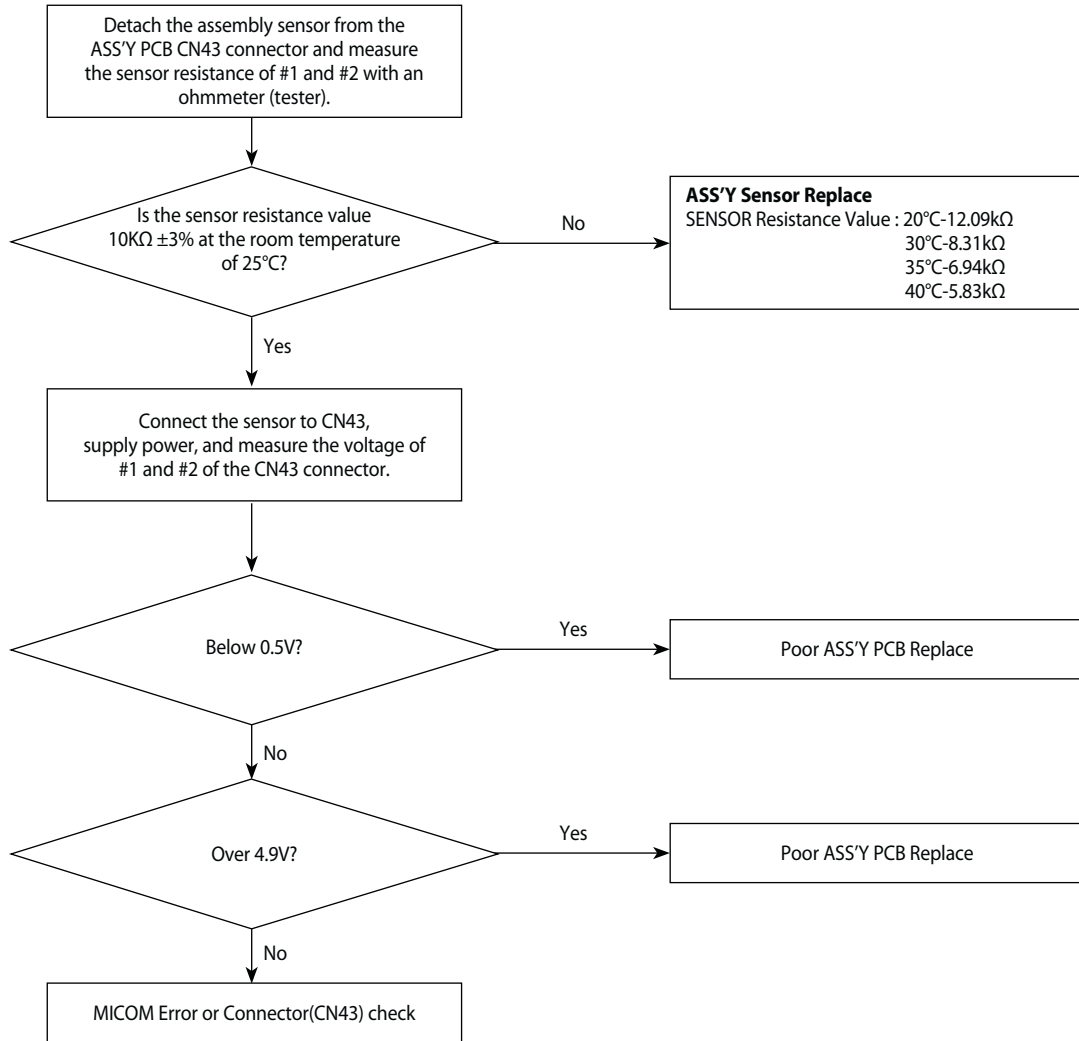 Detach the assembly sensor from the
ASS'Y PCB CN43 connector and measure
the sensor resistance of #1 and #2 with an
ohmmeter (tester).
Is the sensor resistance value
10KΩ ±3% at the room temperature
of 25°C?
No
ASS'Y Sensor Replace
SENSOR Resistance Value : 20°C-12.09kΩ
30°C-8.31kΩ
35°C-6.94kΩ
40°C-5.83kΩ
Yes
Connect the sensor to CN43,
supply power, and measure the voltage of
#1 and #2 of the CN43 connector.
Below 0.5V?
Yes
Poor ASS'Y PCB Replace
No
Over 4.9V?
Yes
Poor ASS'Y PCB Replace
No
MICOM Error or Connector(CN43) check